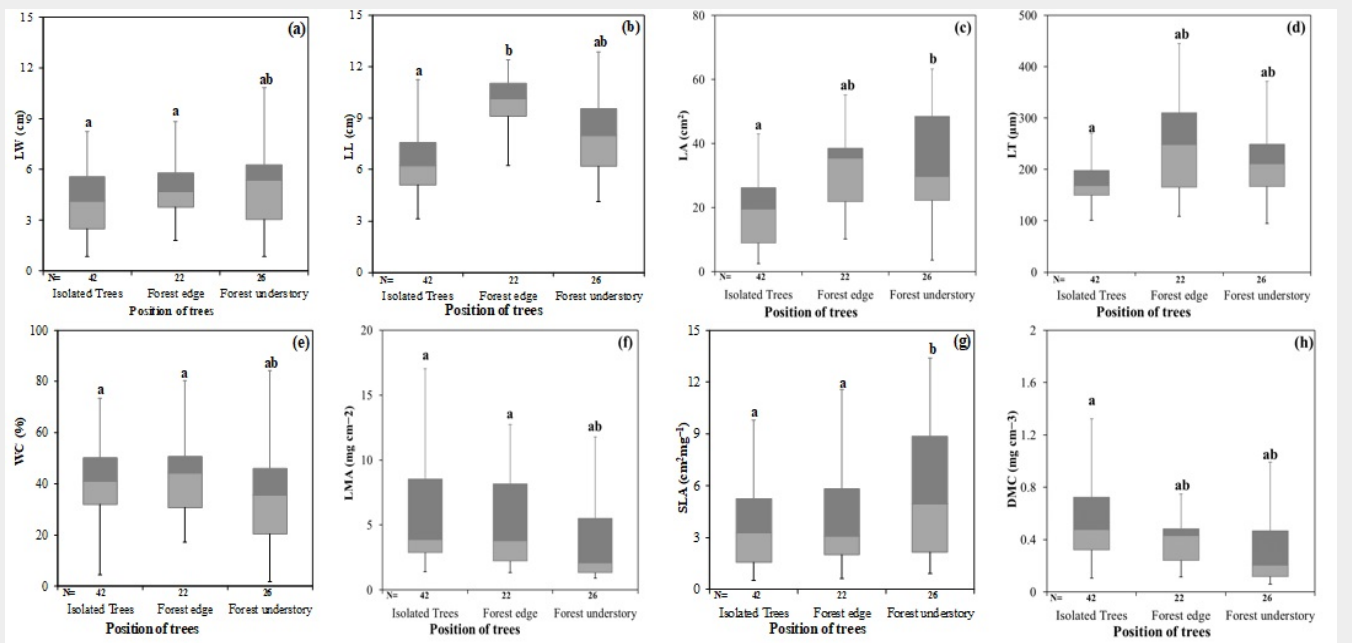 (a)
15
12
9
6
3
0
LW (cm)
a
a
ab
N= 42 22 26
Isolated Trees Forest edge Forest understory
Position of trees
(b)
15
12
9
6
3
0
LL (cm)
a
b
ab
N= 42 22 26
Isolated Trees Forest edge Forest understory
Position of trees
(c)
80
60
40
20
0
LA (cm²)
a
ab
b
N= 42 22 26
Isolated Trees Forest edge Forest understory
Position of trees
(d)
500
400
300
200
100
0
LT (µm)
a
ab
ab
N= 42 22 26
Isolated Trees Forest edge Forest understory
Position of trees
(e)
100
80
60
40
20
0
WC (%)
a
a
ab
N= 42 22 26
Isolated Trees Forest edge Forest understory
Position of trees
(f)
20
15
10
5
0
LMA (mg cm−2)
a
a
ab
N= 42 22 26
Isolated Trees Forest edge Forest understory
Position of trees
(g)
15
12
9
6
3
0
SLA (cm²mg⁻¹)
a
a
b
N= 42 22 26
Isolated Trees Forest edge Forest understory
Position of trees
(h)
2
1.6
1.2
0.8
0.4
0
DMC (mg cm−3)
a
ab
ab
N= 42 22 26
Isolated Trees Forest edge Forest understory
Position of trees